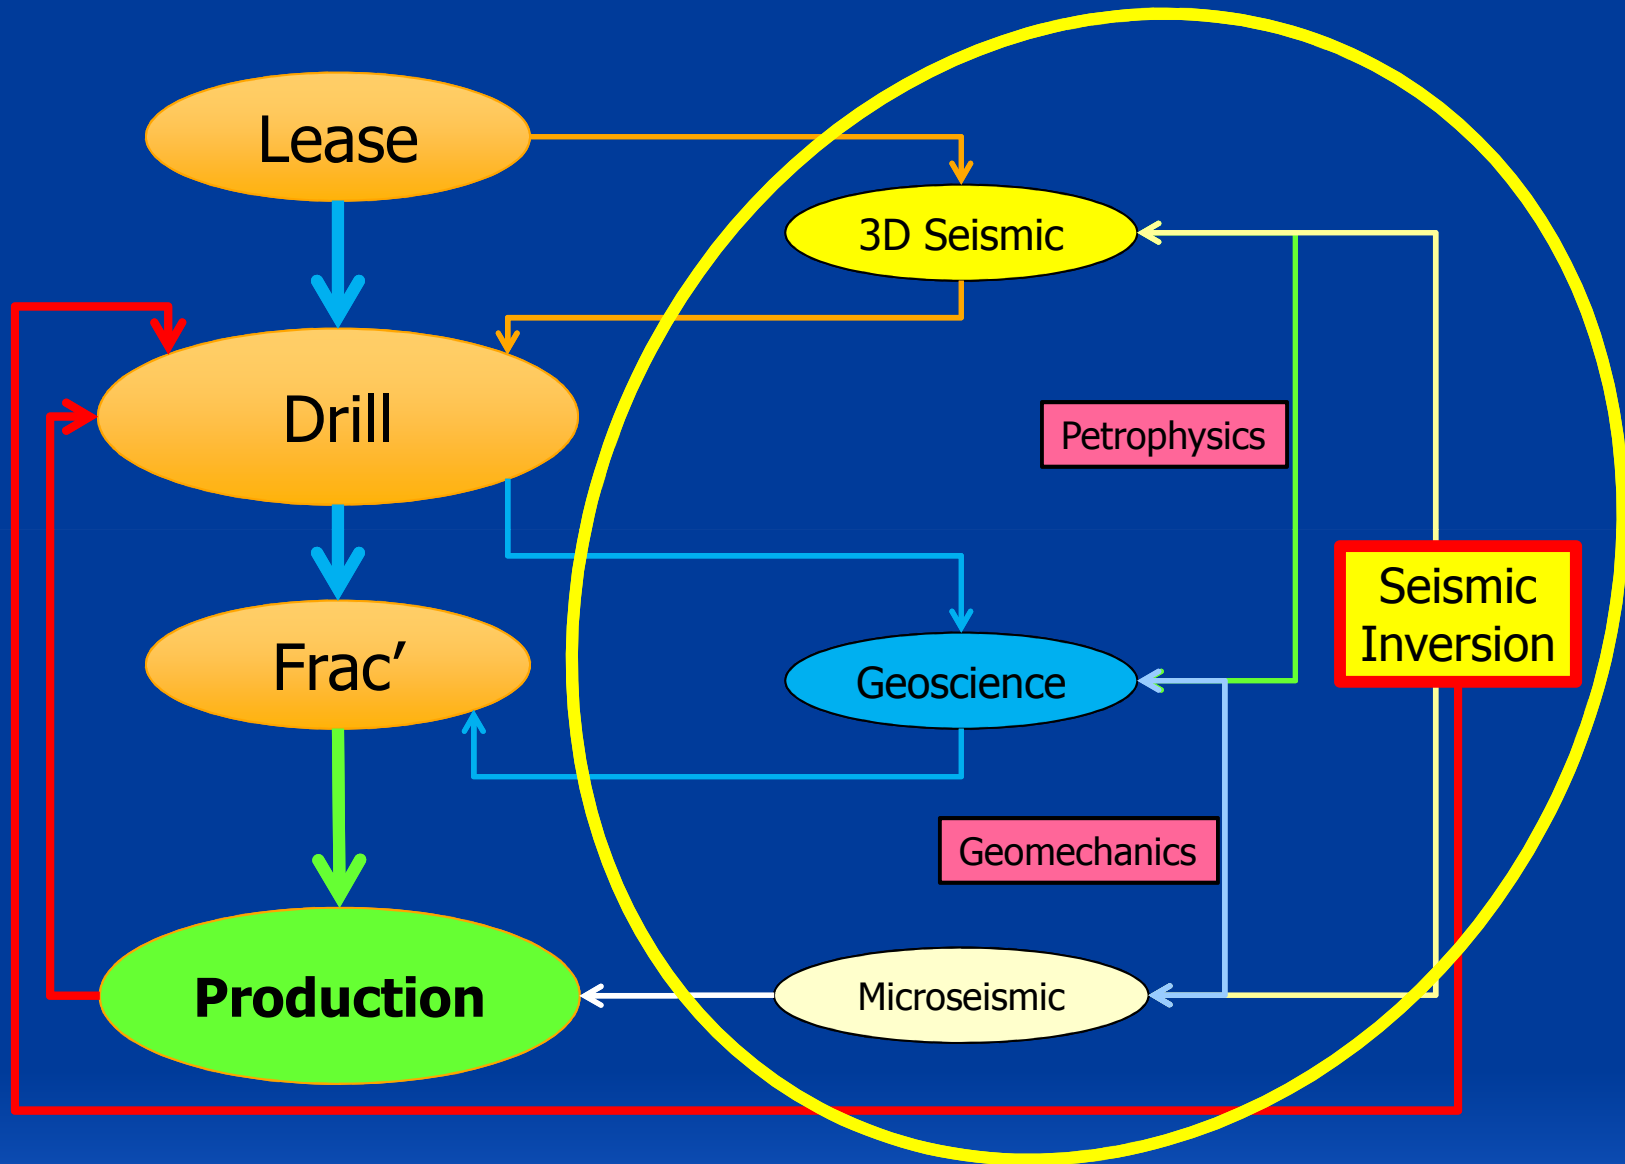 Lease
3D Seismic
Drill
Petrophysics
Seismic
Inversion
Frac’
Geoscience
Geomechanics
Production
Microseismic